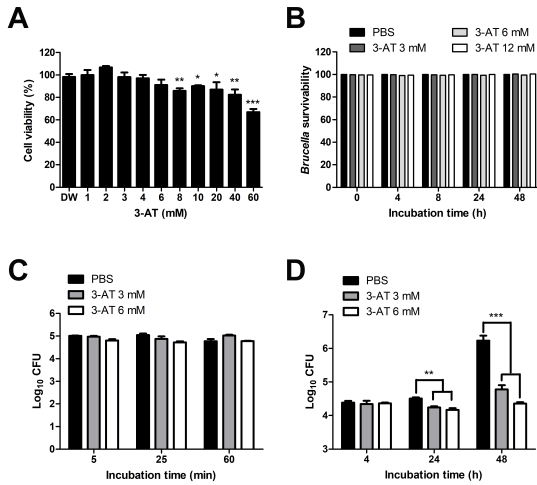 A
Cell viability (%)
120
100
80
60
40
20
0
** * * ** ***
DW 1 2 3 4 6 8 10 20 40 60
3-AT (mM)
B
PBS 3-AT 6 mM
3-AT 3 mM 3-AT 12 mM
Brucella survivability
120
100
80
60
40
20
0
0 4 8 24 48
Incubation time (h)
C
PBS
3-AT 3 mM
3-AT 6 mM
Log10 CFU
6
5
4
3
2
1
0
5 25 60
Incubation time (min)
D
PBS
3-AT 3 mM
3-AT 6 mM
Log10 CFU
7
6
5
4
3
** ***
4 24 48
Incubation time (h)